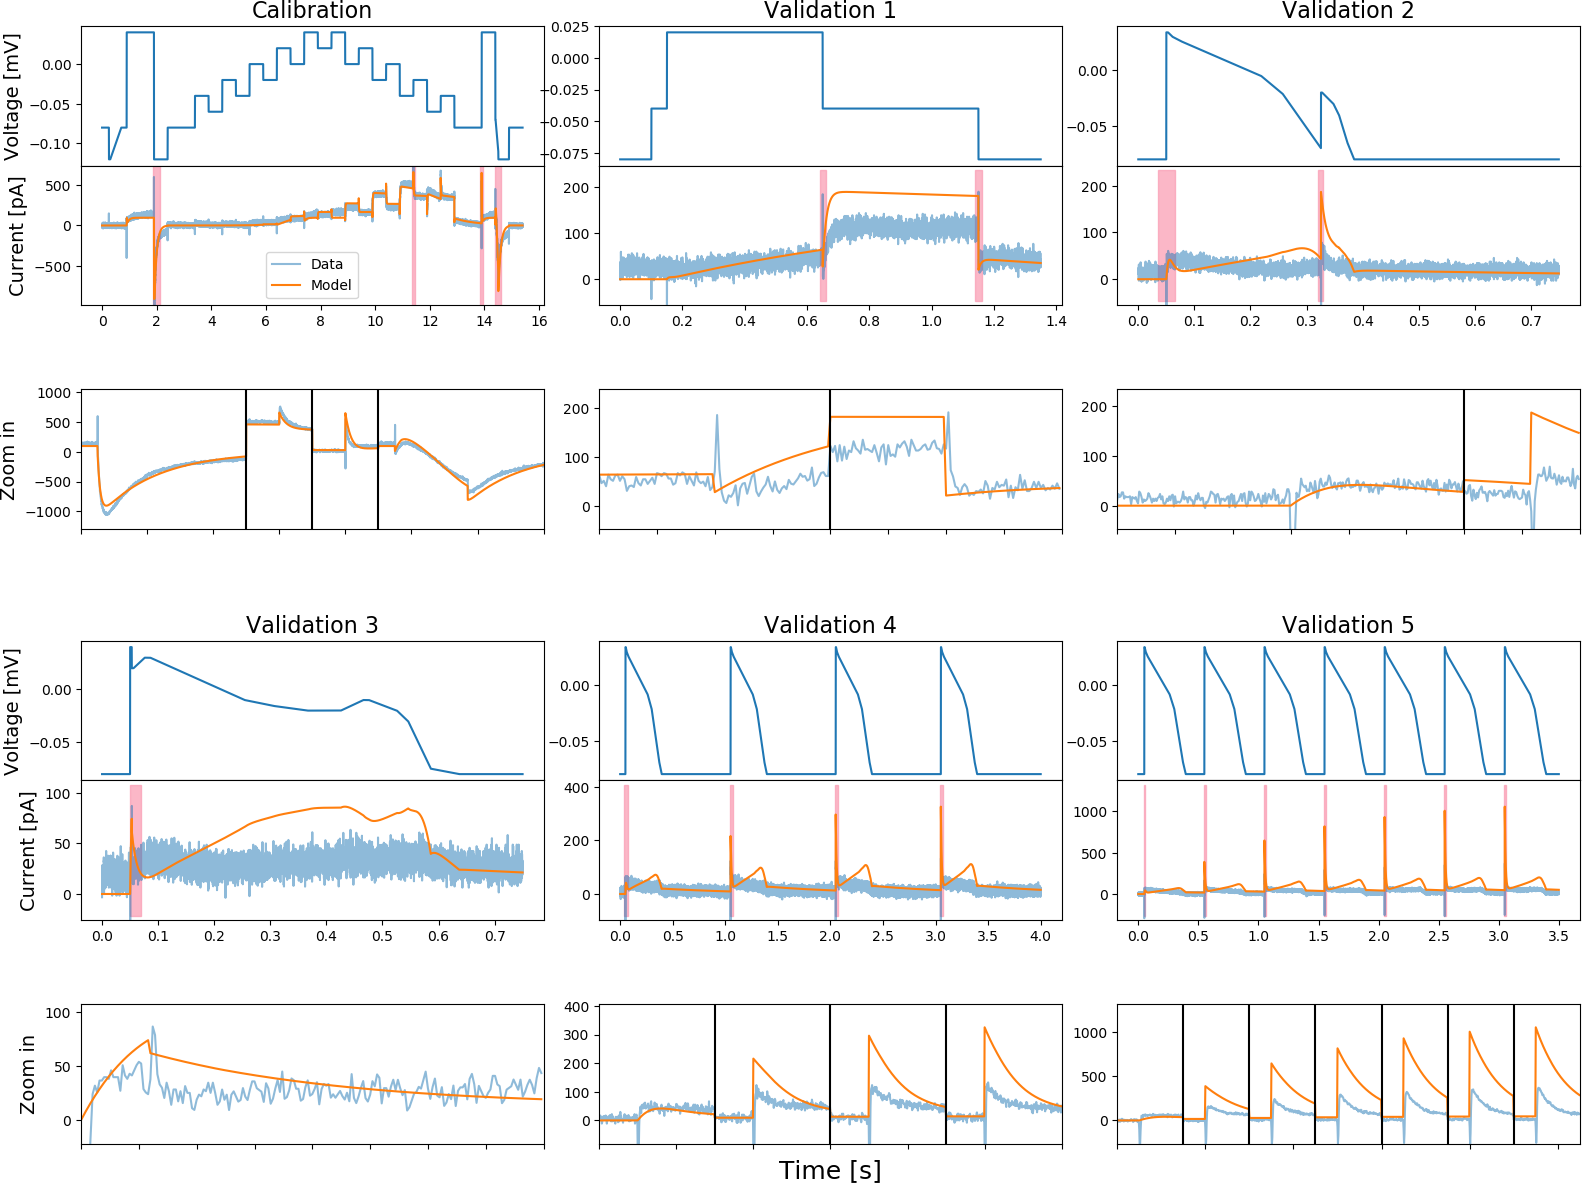 Calibration
Validation 1
Validation 2
Voltage [mV]
0.00
−0.05
−0.10
0.025
0.000
−0.025
−0.050
−0.075
0.00
−0.05
Current [pA]
500
0
−500
Data
Model
200
100
0
200
100
0
0 2 4 6 8 10 12 14 16
0.0 0.2 0.4 0.6 0.8 1.0 1.2 1.4
0.0 0.1 0.2 0.3 0.4 0.5 0.6 0.7
Zoom in
1000
500
0
−500
−1000
200
100
0
200
100
0
Validation 3
Validation 4
Validation 5
Voltage [mV]
0.00
−0.05
0.00
−0.05
0.00
−0.05
Current [pA]
100
50
0
400
200
0
1000
500
0
0.0 0.1 0.2 0.3 0.4 0.5 0.6 0.7
0.0 0.5 1.0 1.5 2.0 2.5 3.0 3.5 4.0
0.0 0.5 1.0 1.5 2.0 2.5 3.0 3.5
Zoom in
100
50
0
400
300
200
100
0
1000
500
0
Time [s]